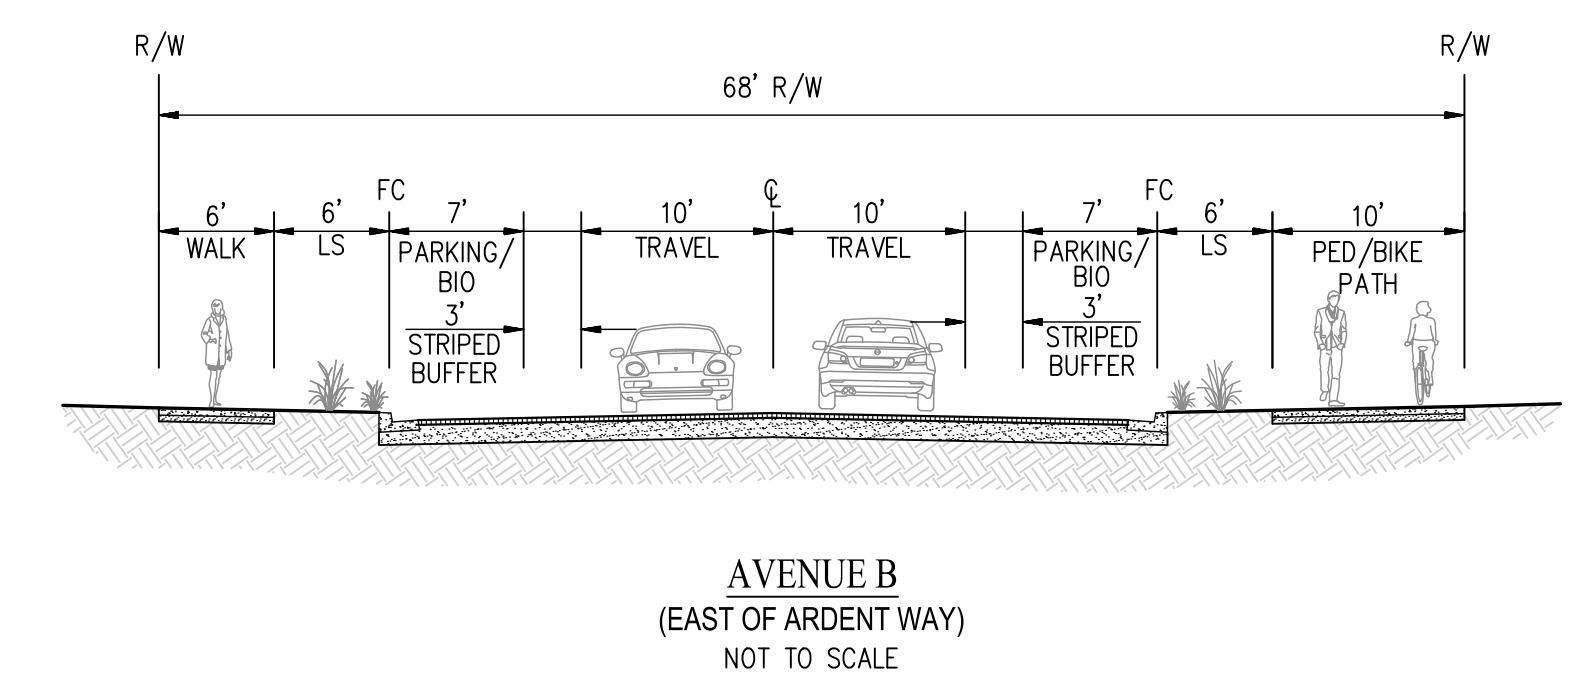 R/W
R/W
68' R/W
FC
℄
FC
6'
6'
7'
10'
10'
7'
6'
10'
WALK
LS
PARKING/
BIO
TRAVEL
TRAVEL
PARKING/
BIO
LS
PED/BIKE
PATH
3'
STRIPED
BUFFER
3'
STRIPED
BUFFER
AVENUE B
(EAST OF ARDENT WAY)
NOT TO SCALE